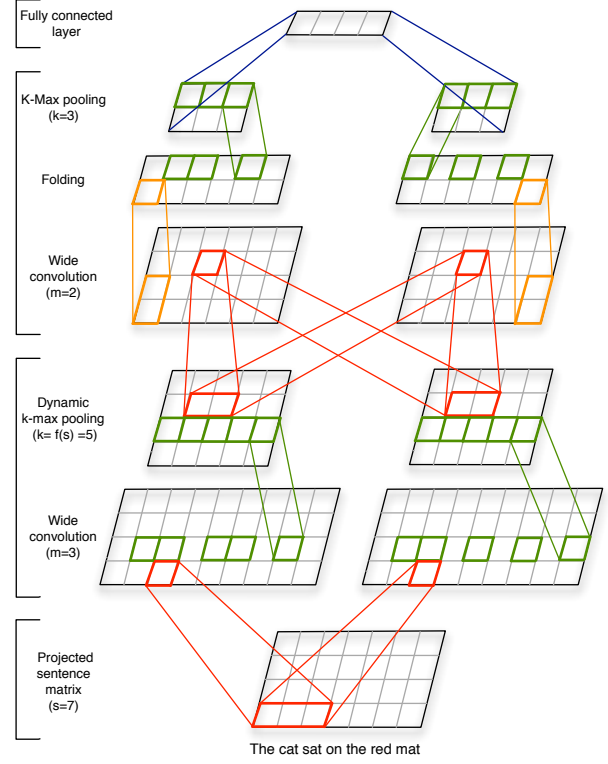 Fully connected
layer
K-Max pooling
(k=3)
Folding
Wide
convolution
(m=2)
Dynamic
k-max pooling
(k= f(s) =5)
Wide
convolution
(m=3)
Projected
sentence
matrix
(s=7)
The cat sat on the red mat